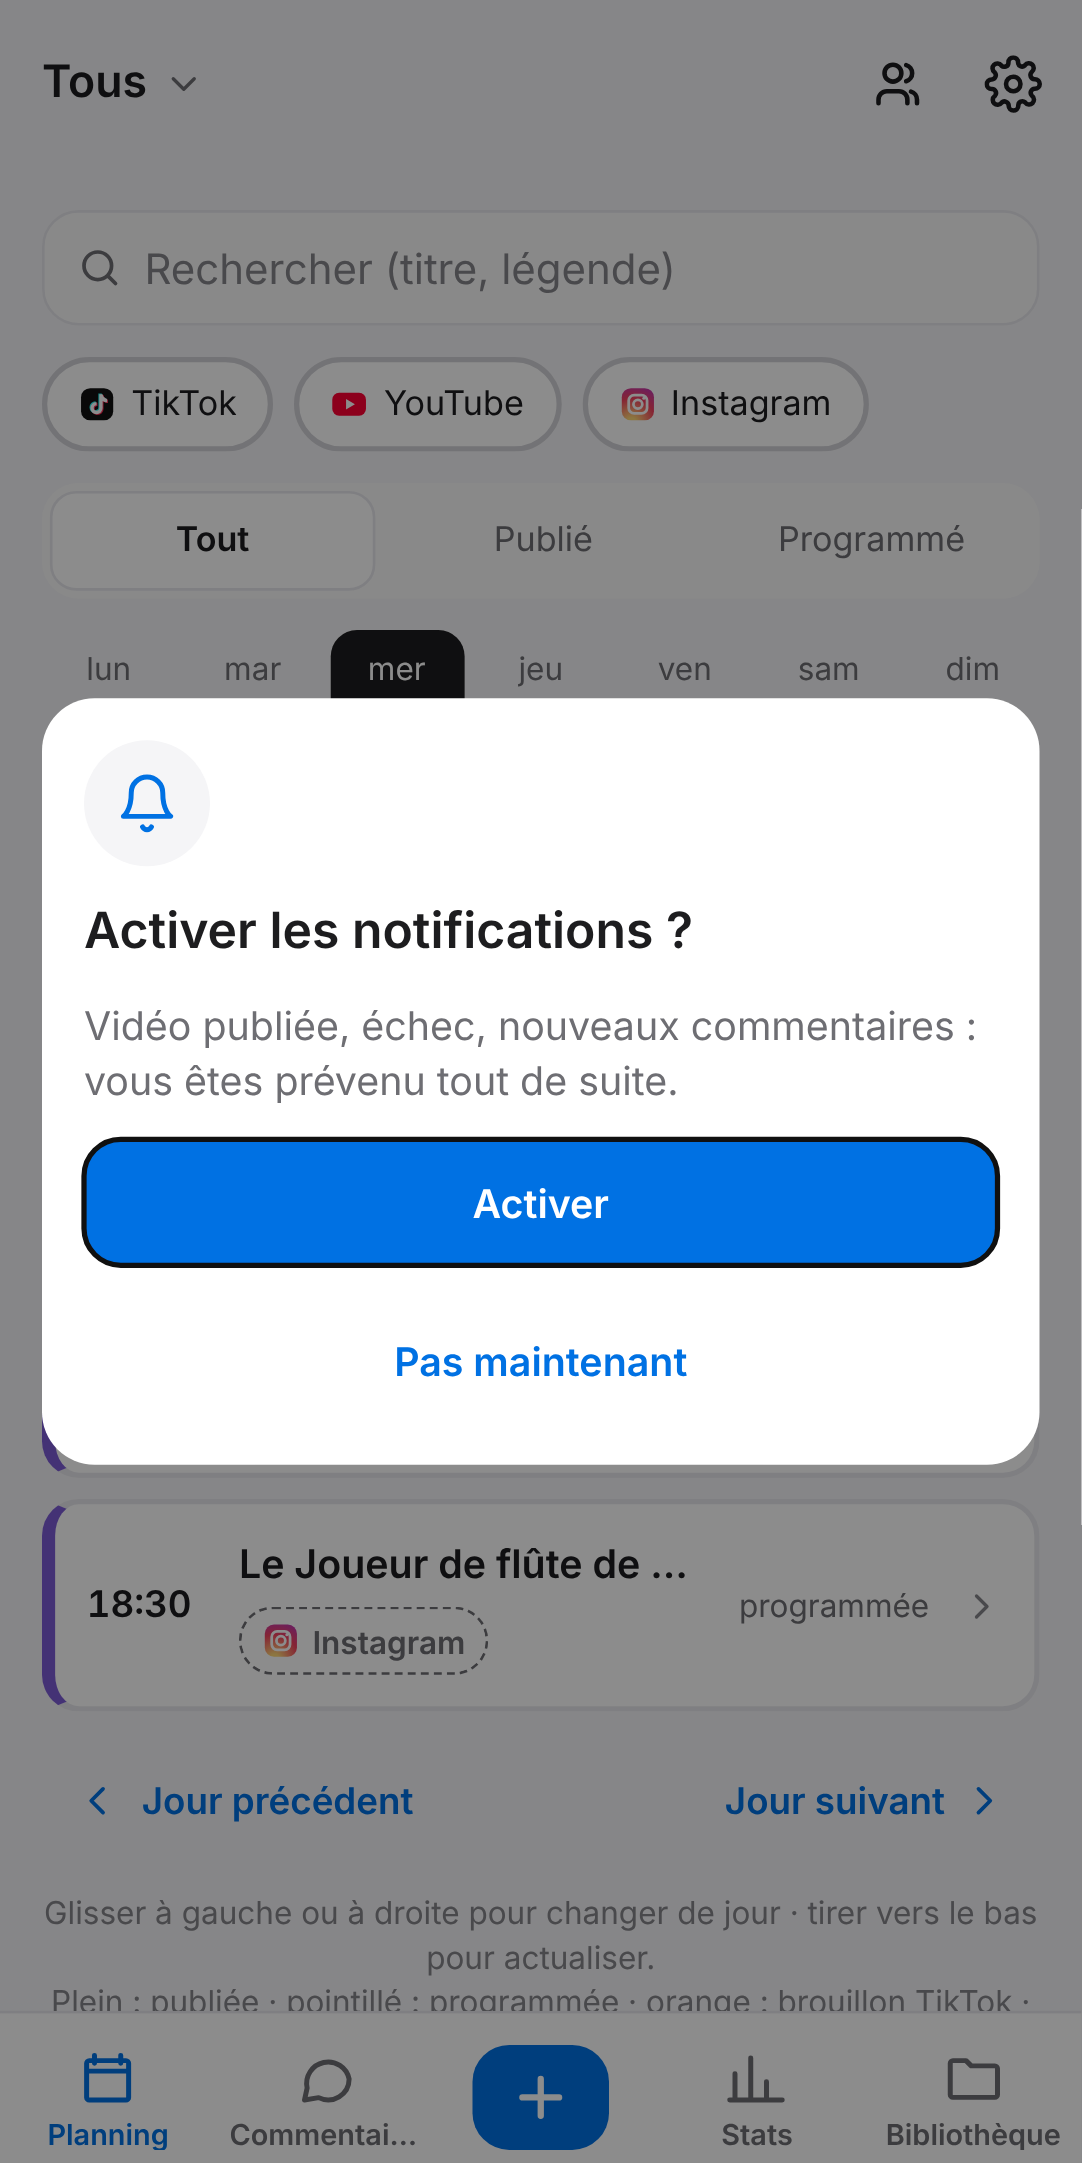 Tous
Rechercher (titre, légende)
TikTok
YouTube
Instagram
Tout
Publié
Programmé
lun
mar
mer
jeu
ven
sam
dim
Activer les notifications ?
Vidéo publiée, échec, nouveaux commentaires :
vous êtes prévenu tout de suite.
Activer
Pas maintenant
18:30
Le Joueur de flûte de ...
Instagram
programmée
Jour précédent
Jour suivant
Glisser à gauche ou à droite pour changer de jour · tirer vers le bas
pour actualiser.
Plein : publiée · pointillé : programmée · orange : brouillon TikTok ·
Planning
Commentai...
Stats
Bibliothèque